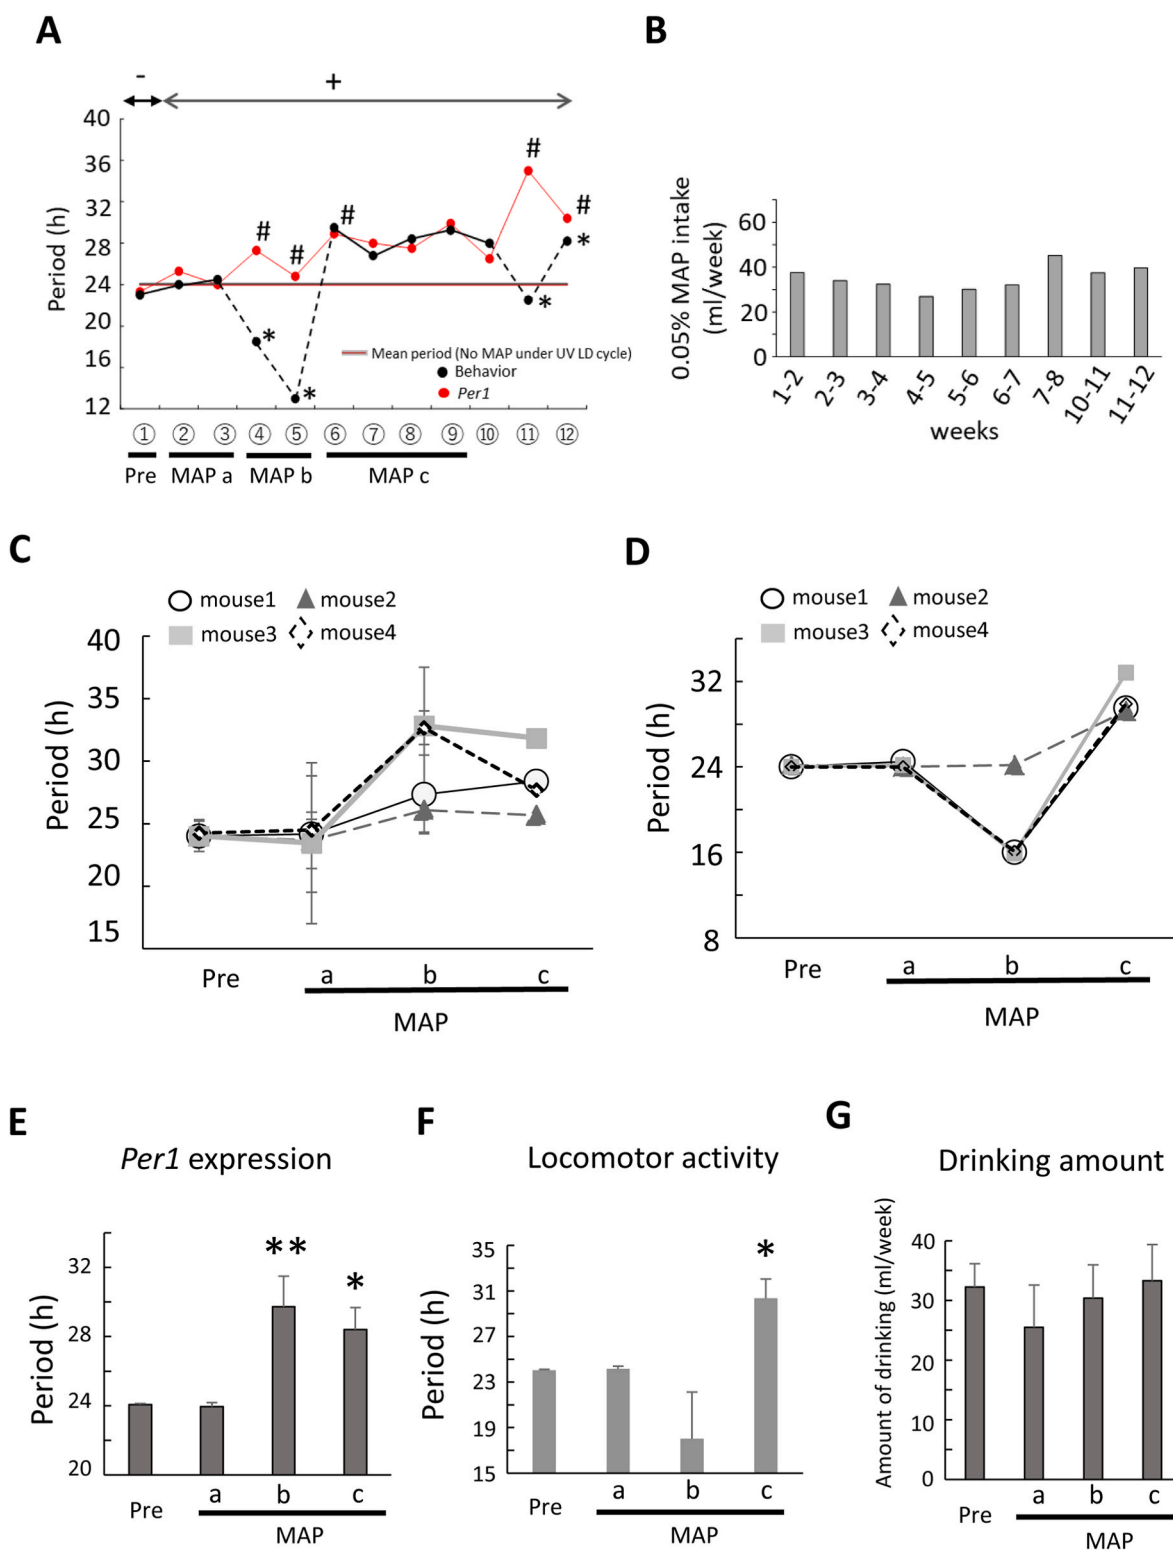 A
- +
40
36
32
28
24
20
16
12
Period (h)
# # # # # #
* * * *
Mean period (No MAP under UV LD cycle)
Behavior
Per1
① ② ③ ④ ⑤ ⑥ ⑦ ⑧ ⑨ ⑩ ⑪ ⑫
Pre MAP a MAP b MAP c
B
0.05% MAP intake
(ml/week)
60
40
20
0
1-2 2-3 3-4 4-5 5-6 6-7 7-8 10-11 11-12
weeks
C
mouse1 mouse2
mouse3 mouse4
40
35
30
25
20
15
Period (h)
Pre a b c
MAP
D
mouse1 mouse2
mouse3 mouse4
32
24
16
8
Period (h)
Pre a b c
MAP
E
Per1 expression
** *
32
28
24
20
Period (h)
Pre a b c
MAP
F
Locomotor activity
*
35
31
27
23
19
15
Period (h)
Pre a b c
MAP
G
Drinking amount
Amount of drinking (ml/week)
40
30
20
10
0
Pre a b c
MAP